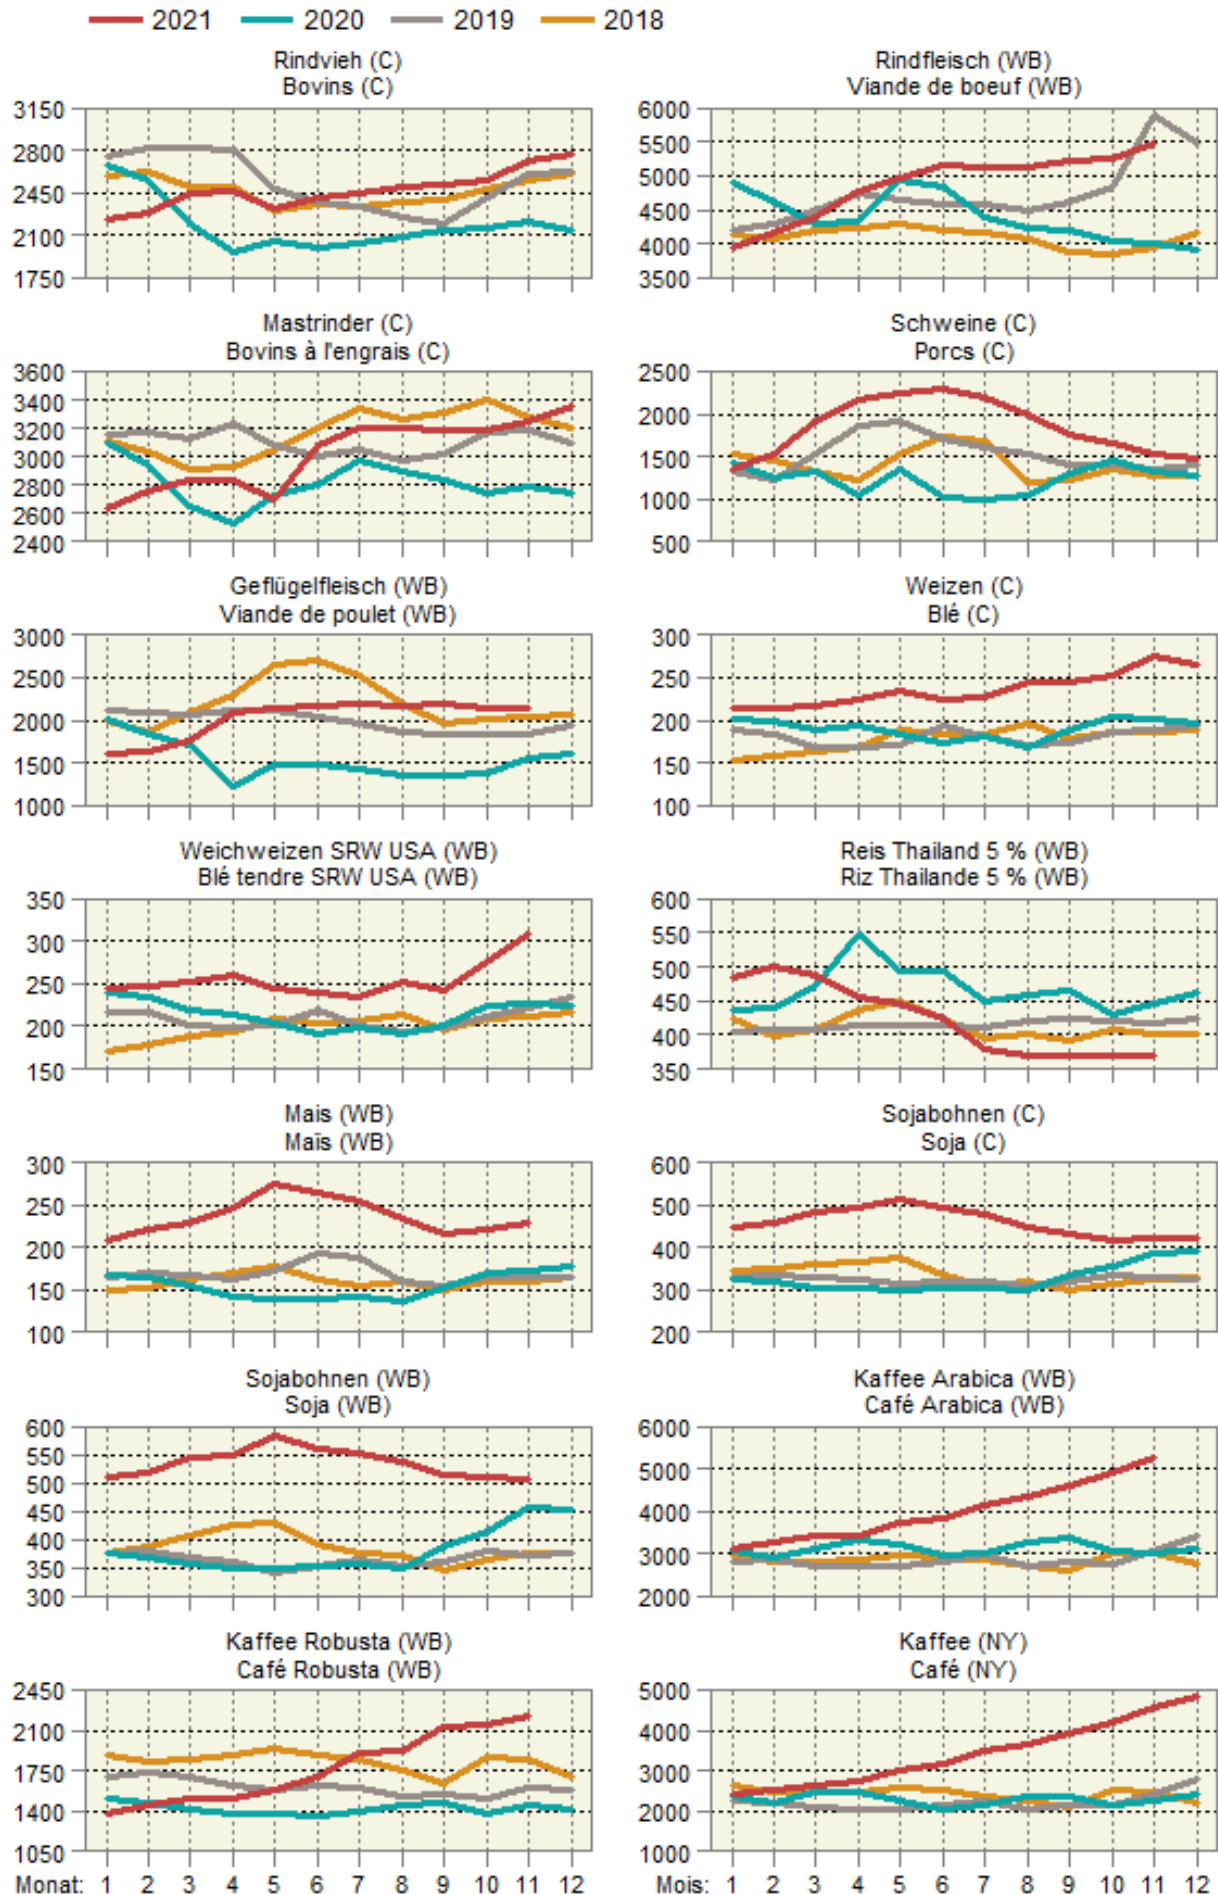 2021 2020 2019 2018
Rindvieh (C)
Bovins (C)
3150
2800
2450
2100
1750
Rindfleisch (WB)
Viande de boeuf (WB)
6000
5500
5000
4500
4000
3500
Mastrinder (C)
Bovins à l'engrais (C)
3600
3400
3200
3000
2800
2600
2400
Schweine (C)
Porcs (C)
2500
2000
1500
1000
500
Geflügelfleisch (WB)
Viande de poulet (WB)
3000
2500
2000
1500
1000
Weizen (C)
Blé (C)
300
250
200
150
100
Weichweizen SRW USA (WB)
Blé tendre SRW USA (WB)
350
300
250
200
150
Reis Thailand 5 % (WB)
Riz Thailande 5 % (WB)
600
550
500
450
400
350
Mais (WB)
Maïs (WB)
300
250
200
150
100
Sojabohnen (C)
Soja (C)
600
500
400
300
200
Sojabohnen (WB)
Soja (WB)
600
550
500
450
400
350
300
Kaffee Arabica (WB)
Café Arabica (WB)
6000
5000
4000
3000
2000
Kaffee Robusta (WB)
Café Robusta (WB)
2450
2100
1750
1400
1050
Monat: 1 2 3 4 5 6 7 8 9 10 11 12
Kaffee (NY)
Café (NY)
5000
4000
3000
2000
1000
Mois: 1 2 3 4 5 6 7 8 9 10 11 12